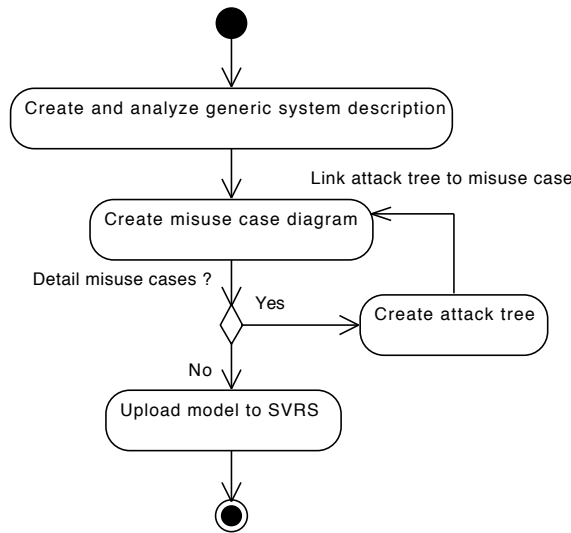 Create and analyze generic system description
Link attack tree to misuse case
Create misuse case diagram
Detail misuse cases ?
Yes
Create attack tree
No
Upload model to SVRS